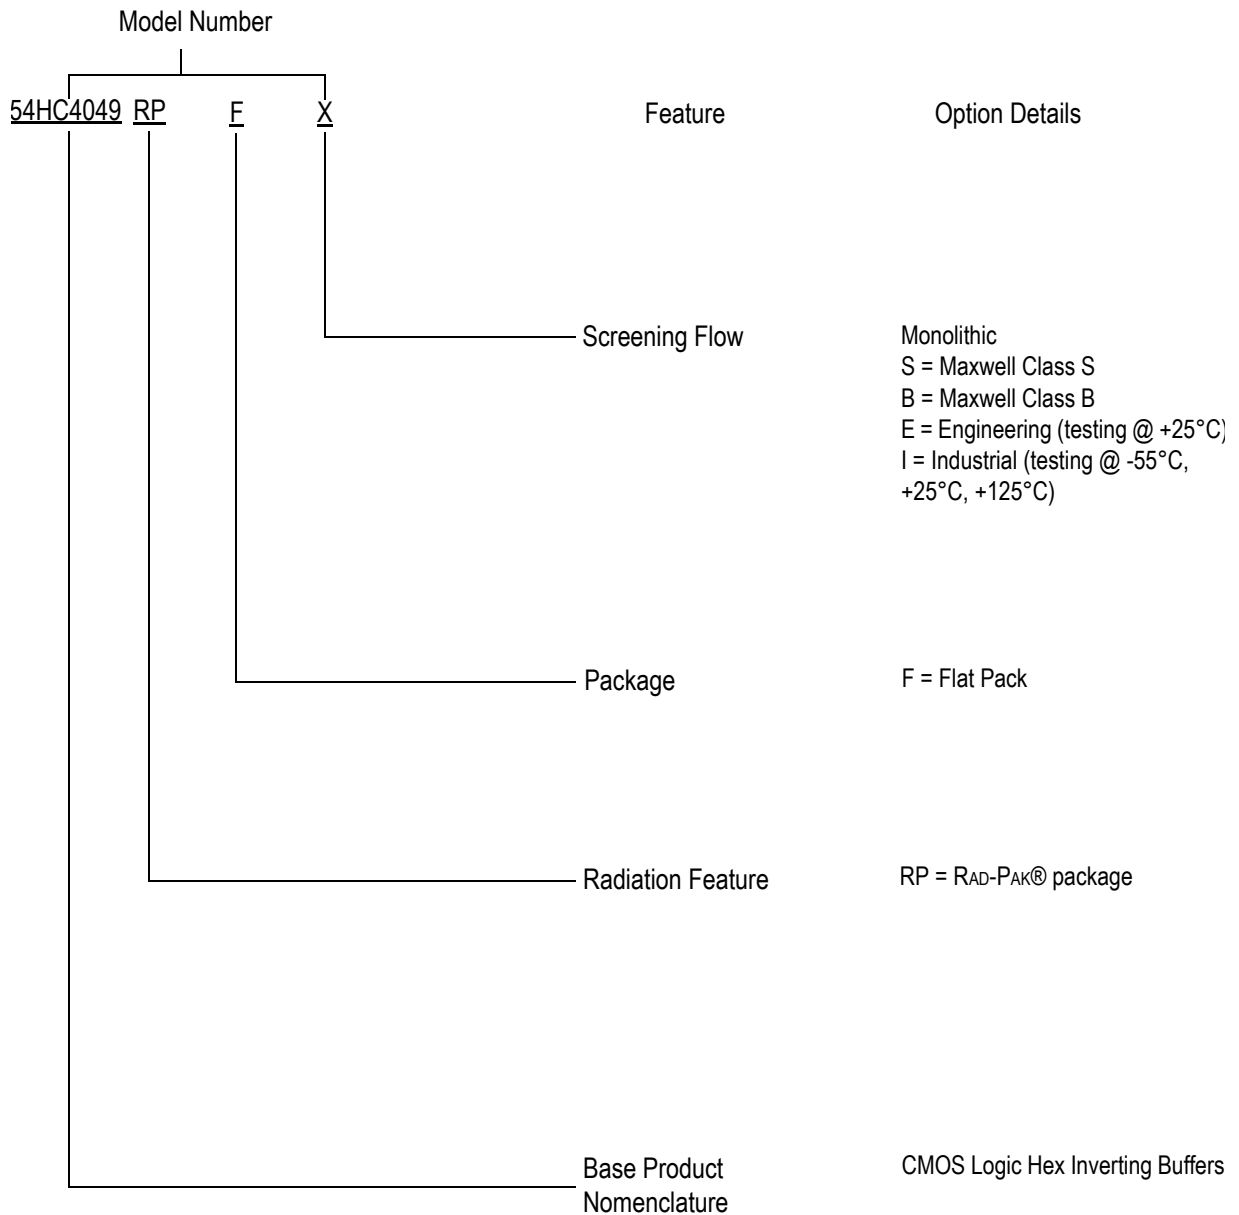 Model Number
54HC4049 RP F X Feature Option Details
Screening Flow
Monolithic
S = Maxwell Class S
B = Maxwell Class B
E = Engineering (testing @ +25°C)
I = Industrial (testing @ -55°C,
+25°C, +125°C)
Package
F = Flat Pack
Radiation Feature
RP = RAD-PAK® package
Base Product
Nomenclature
CMOS Logic Hex Inverting Buffers